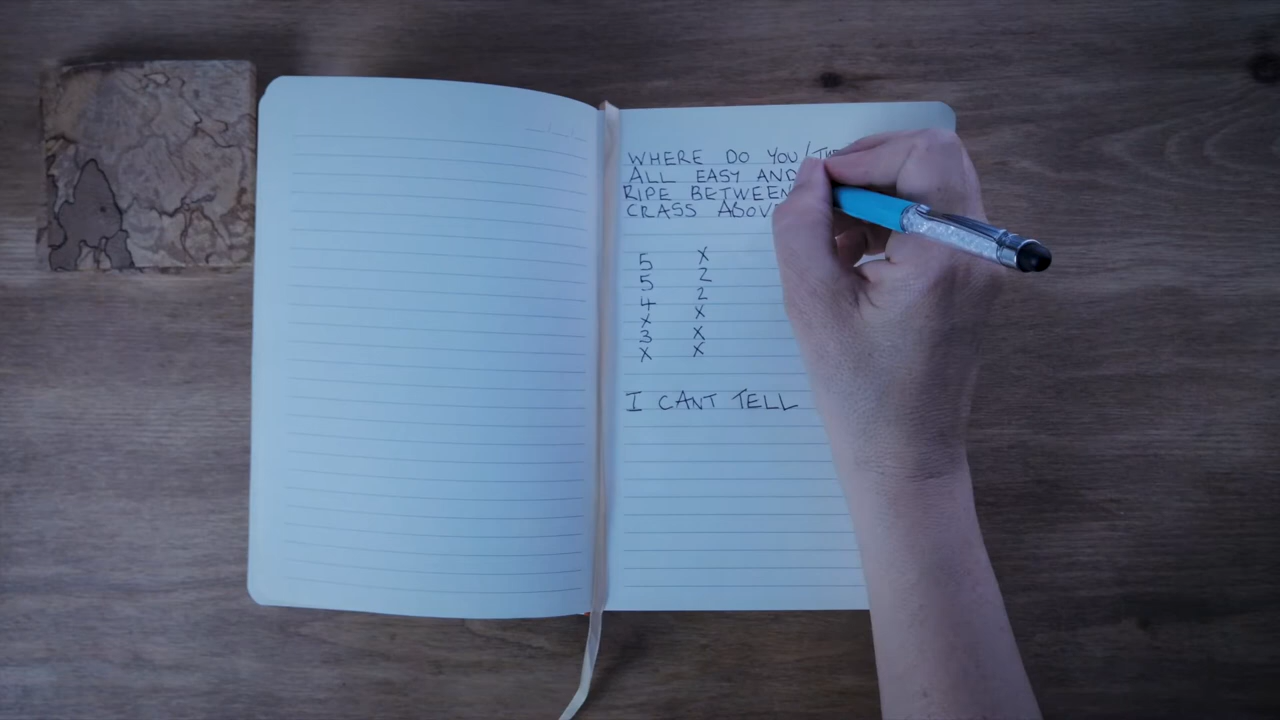 WHERE DO YOU/
ALL EASY AND
RIPE BETWEEN
CRASS ABOV
5 X
5 2
4 2
X X
3 X
X X
I CANT TELL